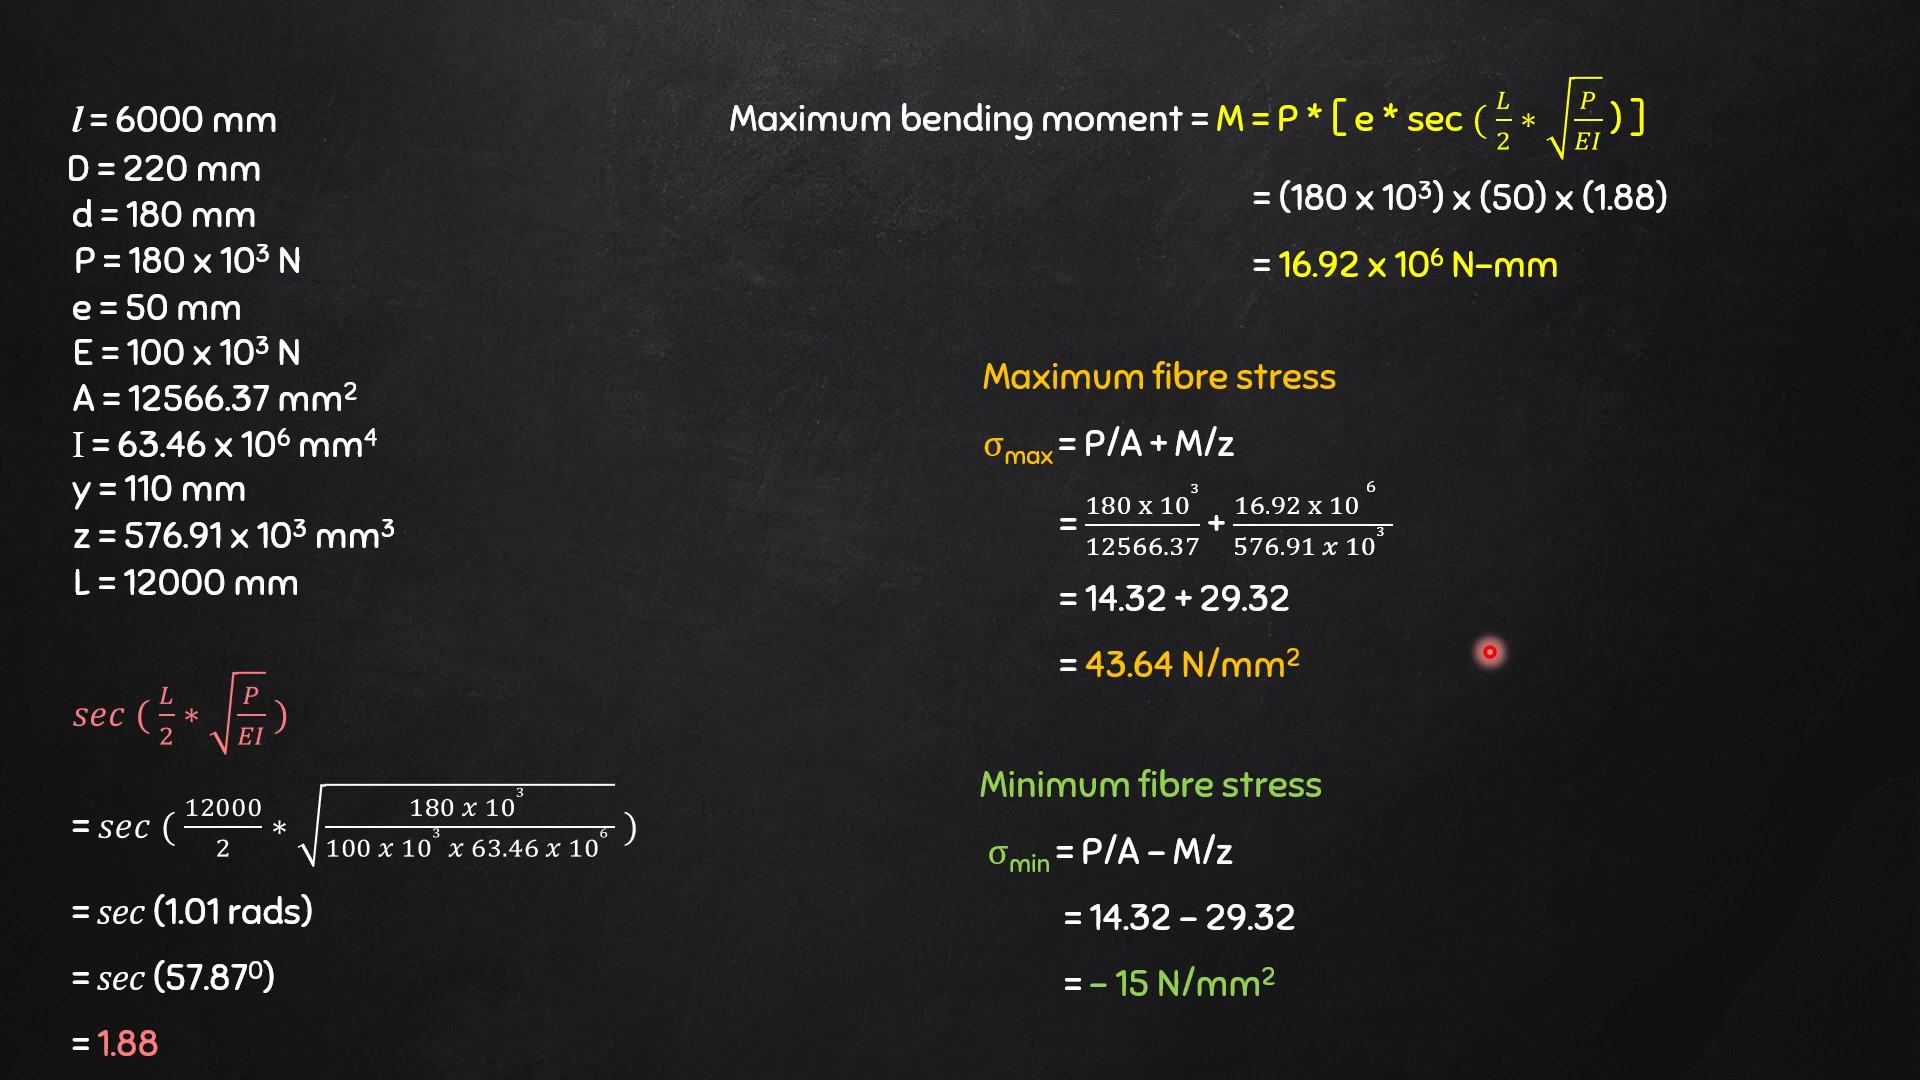 l = 6000 mm
D = 220 mm
d = 180 mm
P = 180 x 10³ N
e = 50 mm
E = 100 x 10³ N
A = 12566.37 mm²
I = 63.46 x 10⁶ mm⁴
y = 110 mm
z = 576.91 x 10³ mm³
L = 12000 mm
sec ( L/2 * √(P/EI) )
= sec ( 12000/2 * √(180 x 10³ / 100 x 10³ x 63.46 x 10⁶) )
= sec (1.01 rads)
= sec (57.87⁰)
= 1.88
Maximum bending moment = M = P * [ e * sec ( L/2 * √(P/EI) ) ]
= (180 x 10³) x (50) x (1.88)
= 16.92 x 10⁶ N-mm
Maximum fibre stress
σmax = P/A + M/z
= 180 x 10³ / 12566.37 + 16.92 x 10⁶ / 576.91 x 10³
= 14.32 + 29.32
= 43.64 N/mm²
Minimum fibre stress
σmin = P/A - M/z
= 14.32 - 29.32
= - 15 N/mm²